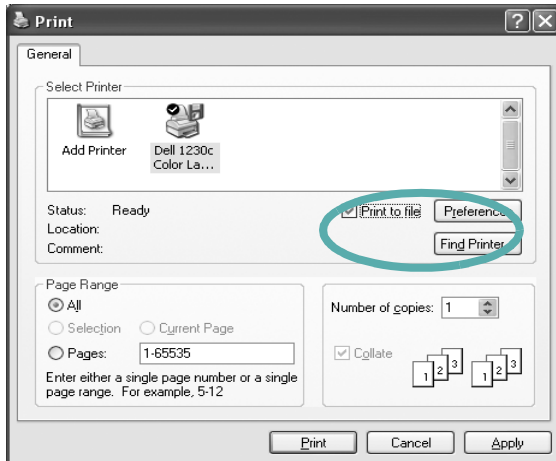 Print
General
Select Printer
Add Printer
Dell 1230c
Color La...
Status: Ready
Print to file
Preferences
Location:
Comment:
Find Printer...
Page Range
All
Selection Current Page
Pages: 1-65535
Enter either a single page number or a single
page range. For example, 5-12
Number of copies: 1
Collate
1 2 3 1 2 3
Print Cancel Apply